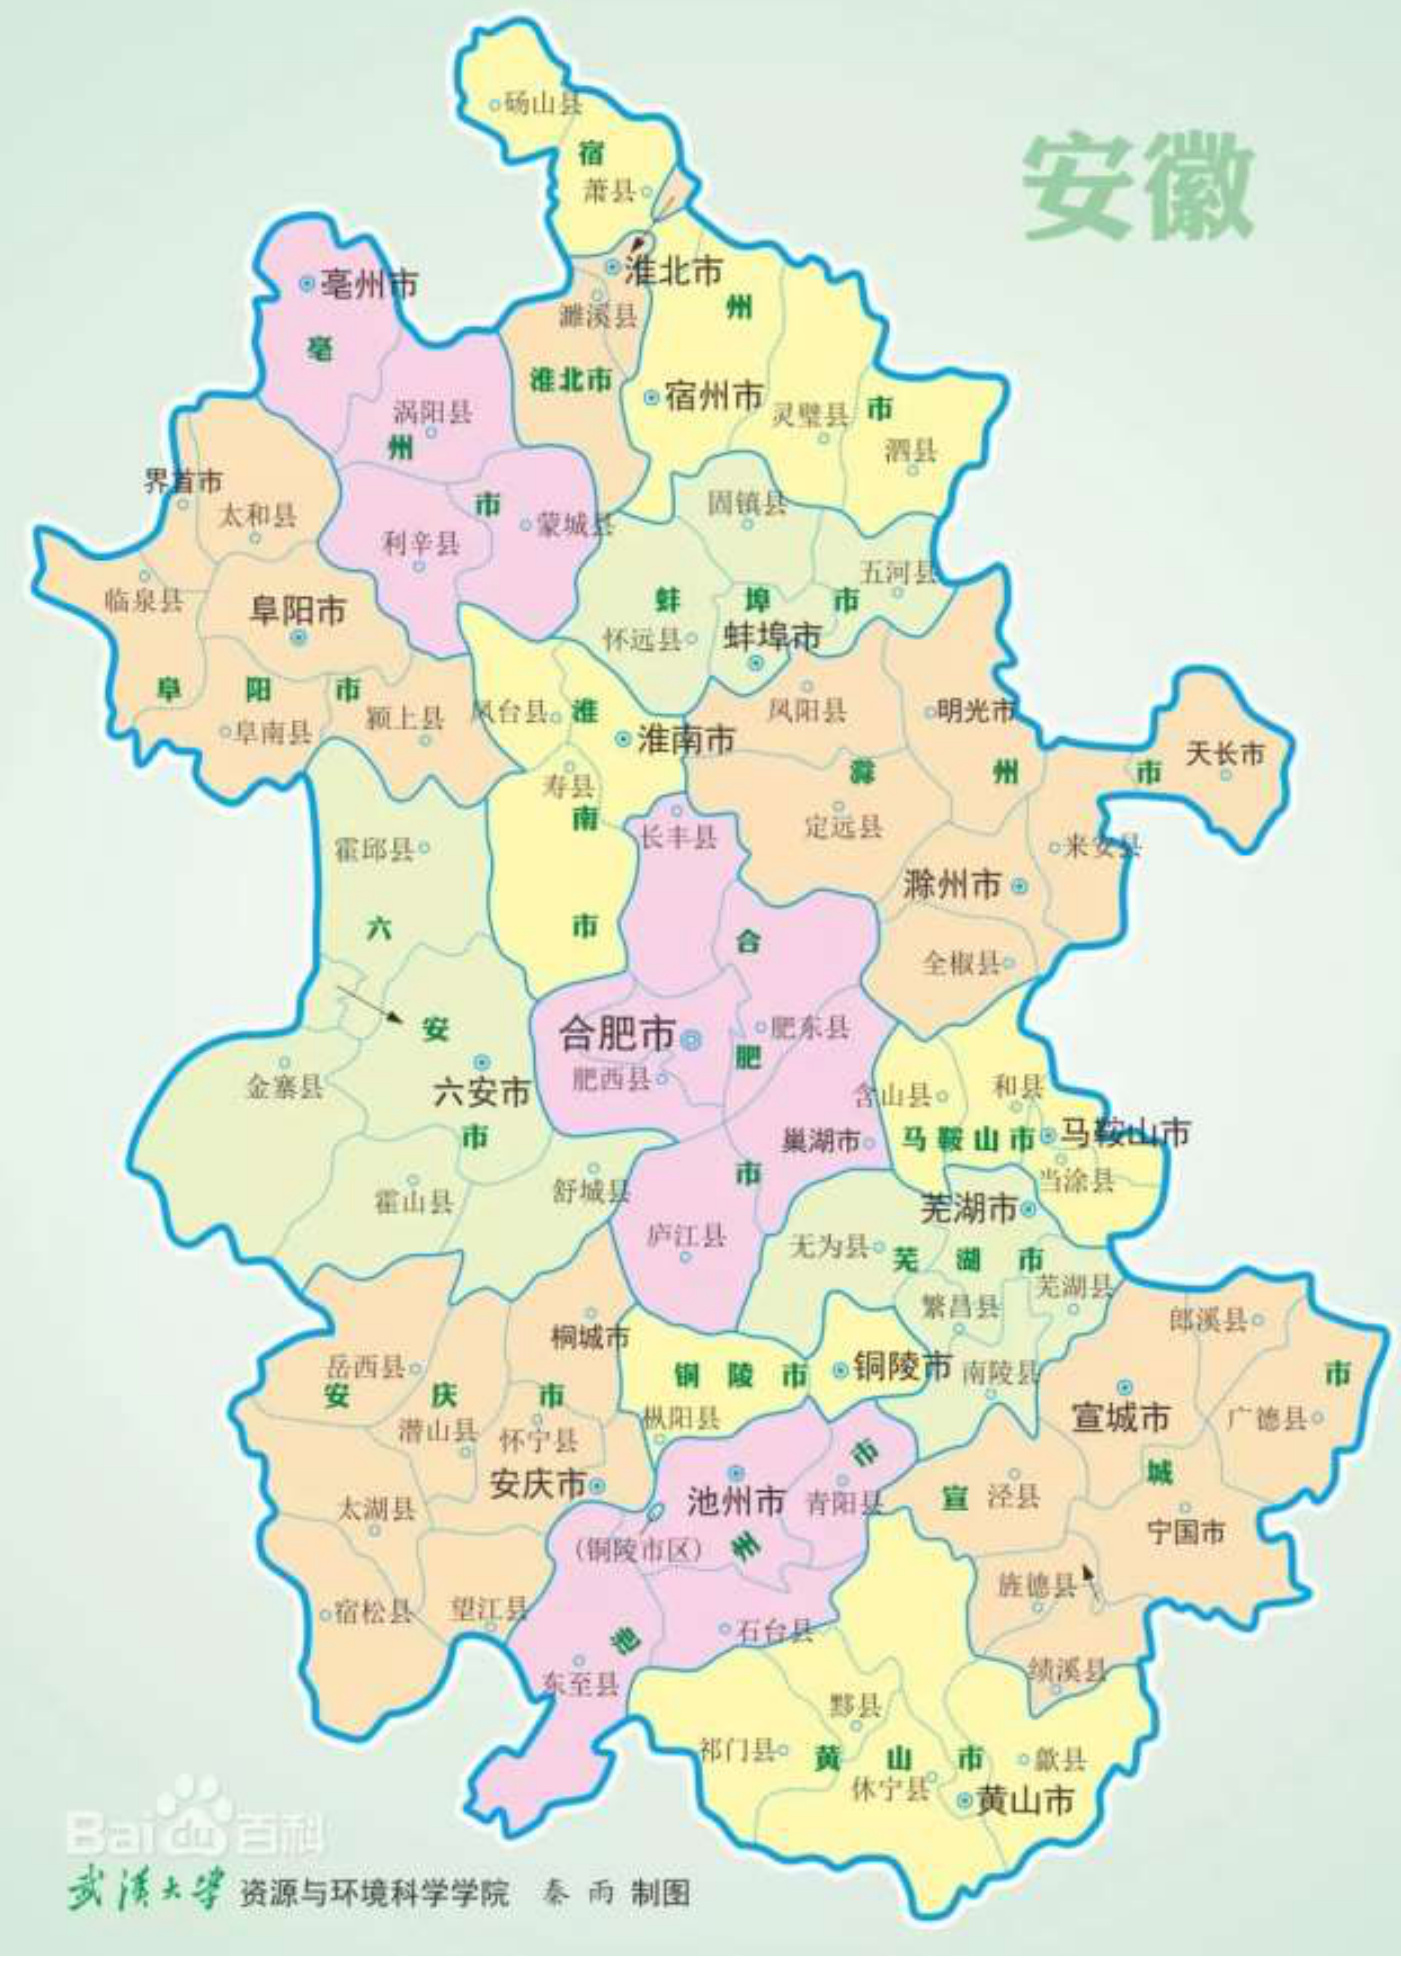 安徽
砀山县
宿
萧县
淮北市
亳州市
州
濉溪县
亳
淮北市
宿州市
灵璧县
市
涡阳县
州
泗县
界首市
固镇县
市
太和县
蒙城县
利辛县
五河县
临泉县
蚌
埠
市
阜阳市
怀远县
蚌埠市
阜
阳
市
颍上县
凤台县
淮
凤阳县
明光市
阜南县
淮南市
天长市
滁
州
市
寿县
南
长丰县
定远县
霍邱县
来安县
滁州市
六
市
合
全椒县
安
合肥市
肥东县
肥
金寨县
六安市
肥西县
含山县
和县
市
巢湖市
马鞍山市
马鞍山市
霍山县
舒城县
市
当涂县
芜湖市
庐江县
无为县
芜
湖
市
芜湖县
繁昌县
郎溪县
桐城市
岳西县
铜
陵
市
铜陵市
南陵县
市
安
庆
市
枞阳县
宣城市
广德县
潜山县
怀宁县
市
城
安庆市
池州市
青阳县
宣
泾县
太湖县
宁国市
(铜陵市区)
州
旌德县
宿松县
望江县
石台县
池
东至县
绩溪县
黟县
祁门县
黄
山
市
歙县
休宁县
黄山市
Bai百科
武汉大学 资源与环境科学学院 秦雨 制图